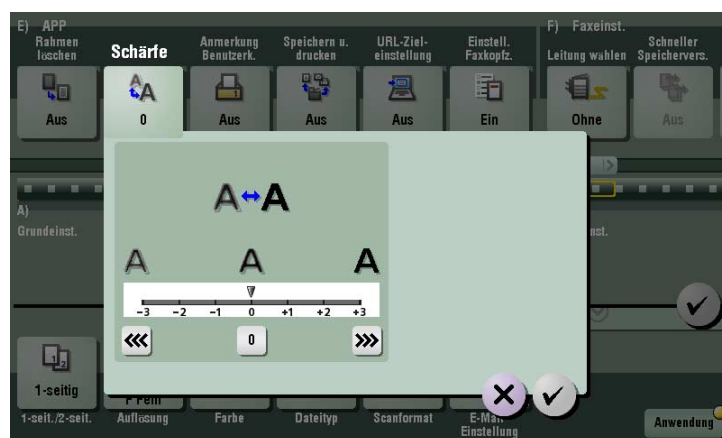 E) APP
F) Faxeinst.
Rahmen löschen
Schärfe
Anmerkung Benutzerk.
Speichern u. drucken
URL-Ziel-einstellung
Einstell. Faxkopfz.
Leitung wählen
Schneller Speichervers.
Aus
0
Aus
Aus
Aus
Ein
Ohne
Aus
A)
Grundeinst.
nst.
A A
A A A
-3 -2 -1 0 +1 +2 +3
0
1-seitig
Fein
1-seit./2-seit.
Auflösung
Farbe
Dateityp
Scanformat
E-Mail-
Einstellung
Anwendung